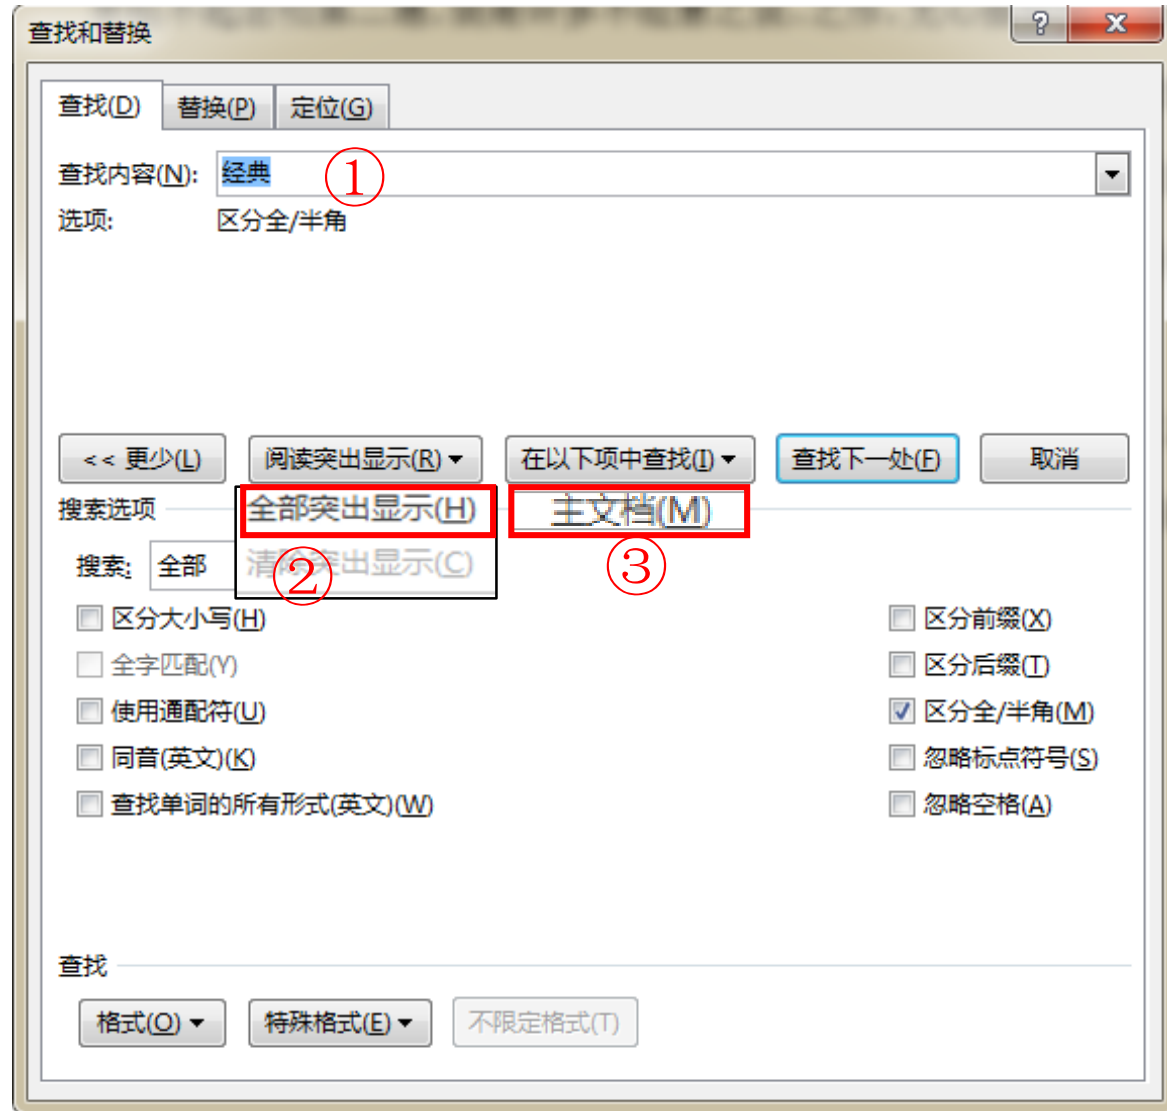 查找和替换
查找(D) 替换(P) 定位(G)
查找内容(N): 经典 ①
选项: 区分全/半角
<< 更少(L) 阅读突出显示(R) 在以下项中查找(I) 查找下一处(F) 取消
搜索选项 全部突出显示(H) 主文档(M)
搜索: 全部 清除突出显示(C) ② ③
区分大小写(H) 区分前缀(X)
全字匹配(Y) 区分后缀(T)
使用通配符(U) 区分全/半角(M)
同音(英文)(K) 忽略标点符号(S)
查找单词的所有形式(英文)(W) 忽略空格(A)
查找
格式(O) 特殊格式(E) 不限定格式(T)